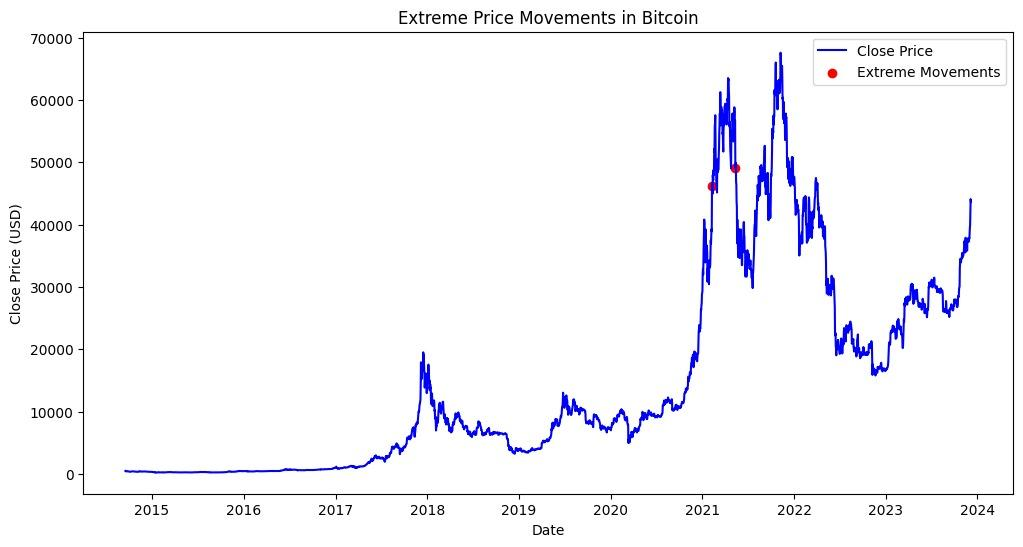 Extreme Price Movements in Bitcoin
Close Price
Extreme Movements
Close Price (USD)
70000
60000
50000
40000
30000
20000
10000
0
2015 2016 2017 2018 2019 2020 2021 2022 2023 2024
Date